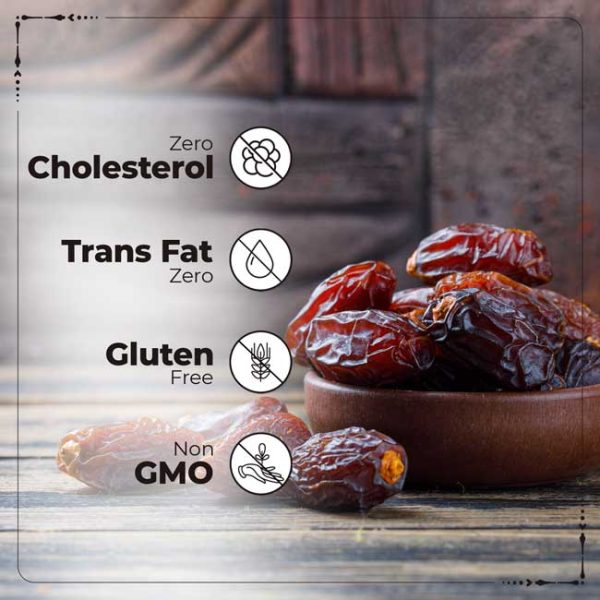 Zero
Cholesterol
Trans Fat
Zero
Gluten
Free
Non
GMO